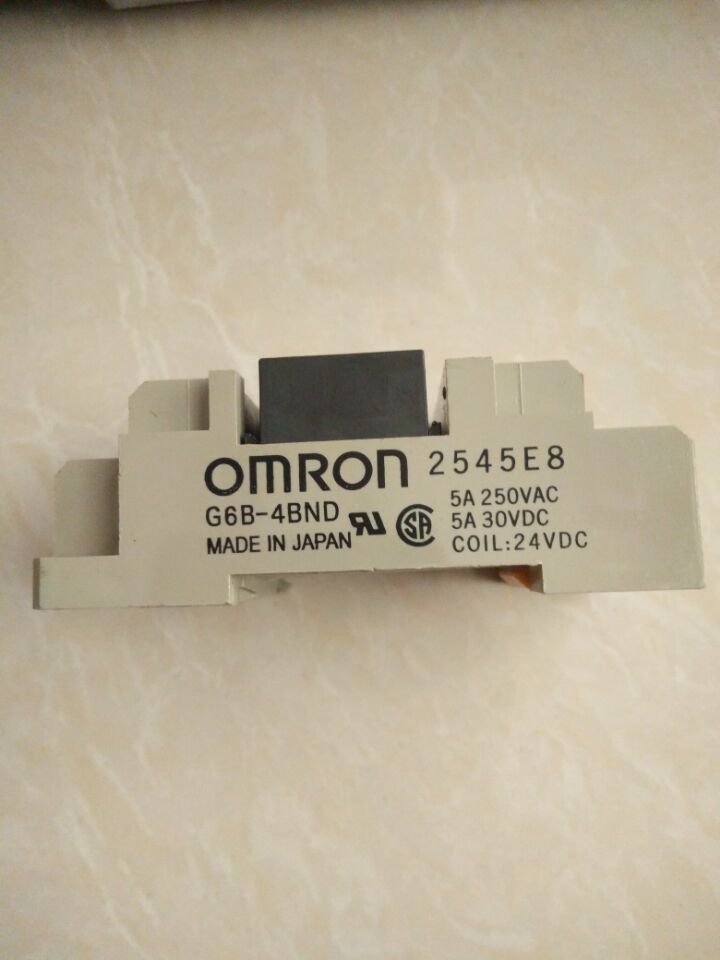 OMRON 2545E8
G6B-4BND
5A 250VAC
5A 30VDC
MADE IN JAPAN
COIL:24VDC